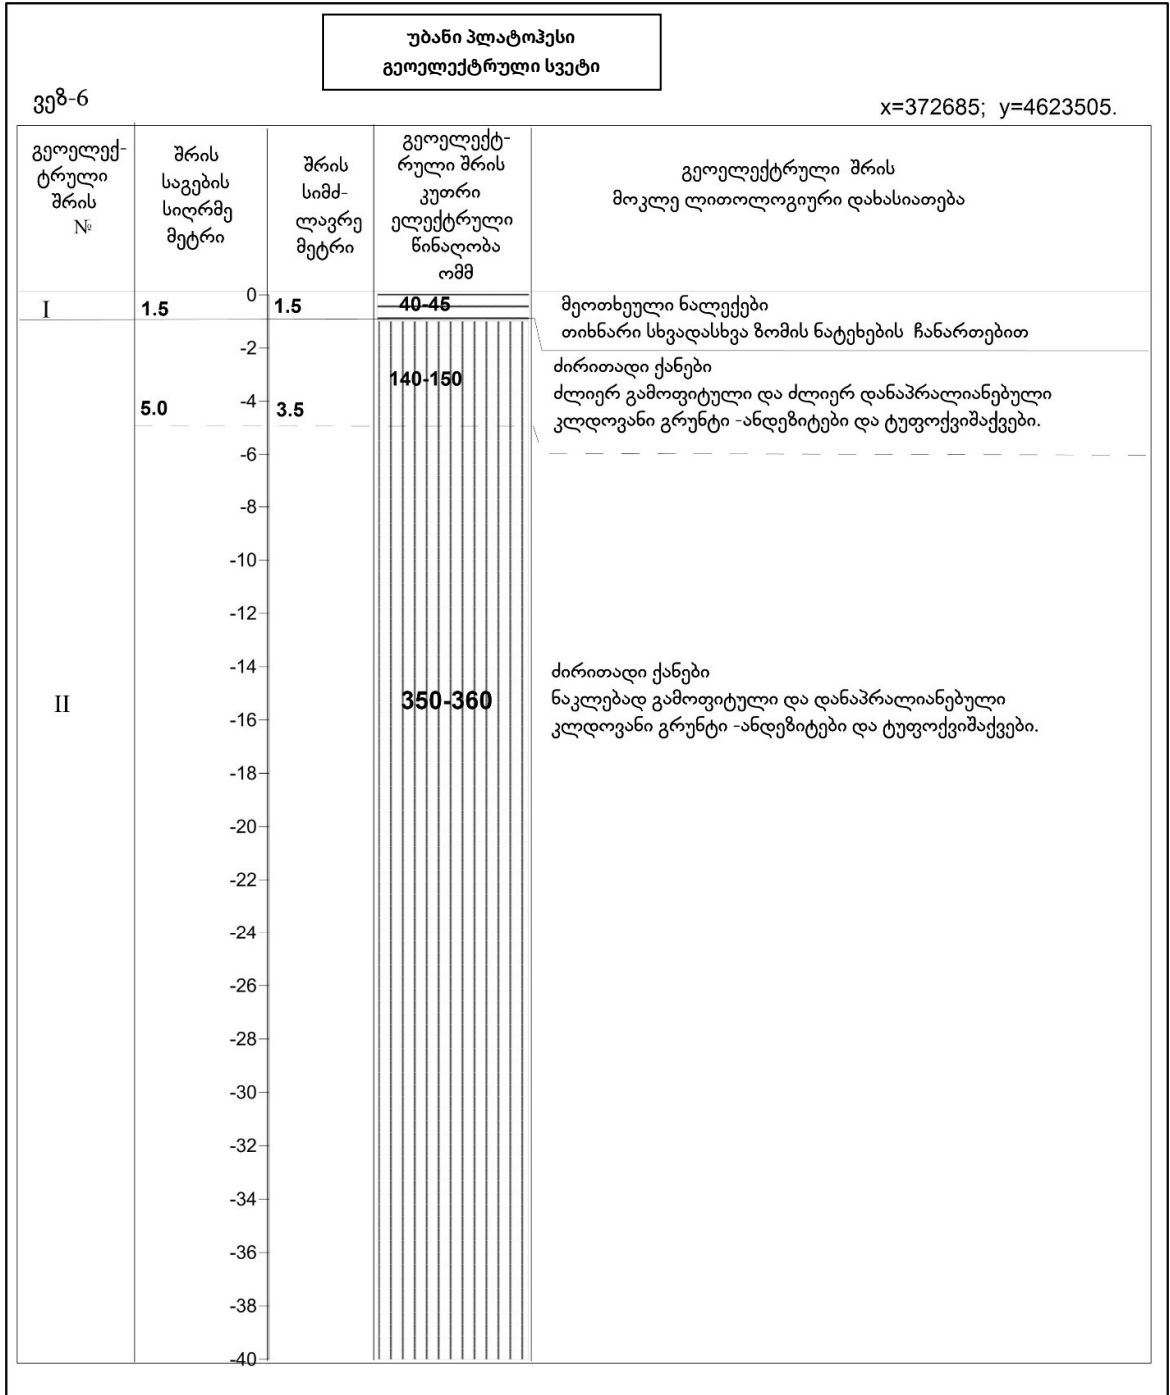 უბანი პლატოჰესი
გეოელექტრული სვეტი
ვეზ-6
x=372685; y=4623505.
გეოელექ-
ტრული
შრის
№
შრის
საგების
სიღრმე
მეტრი
შრის
სიმძ-
ლავრე
მეტრი
გეოელექტ-
რული შრის
კუთრი
ელექტრული
წინაღობა
ომმ
გეოელექტრული შრის
მოკლე ლითოლოგიური დახასიათება
I
1.5
0
1.5
40-45
მეოთხეული ნალექები
თიხნარი სხვადასხვა ზომის ნატეხების ჩანართებით
-2
140-150
ძირითადი ქანები
ძლიერ გამოფიტული და ძლიერ დანაპრალიანებული
კლდოვანი გრუნტი -ანდეზიტები და ტუფოქვიშაქვები.
5.0
-4
3.5
-6
-8
-10
-12
-14
II
350-360
ძირითადი ქანები
ნაკლებად გამოფიტული და დანაპრალიანებული
კლდოვანი გრუნტი -ანდეზიტები და ტუფოქვიშაქვები.
-16
-18
-20
-22
-24
-26
-28
-30
-32
-34
-36
-38
-40